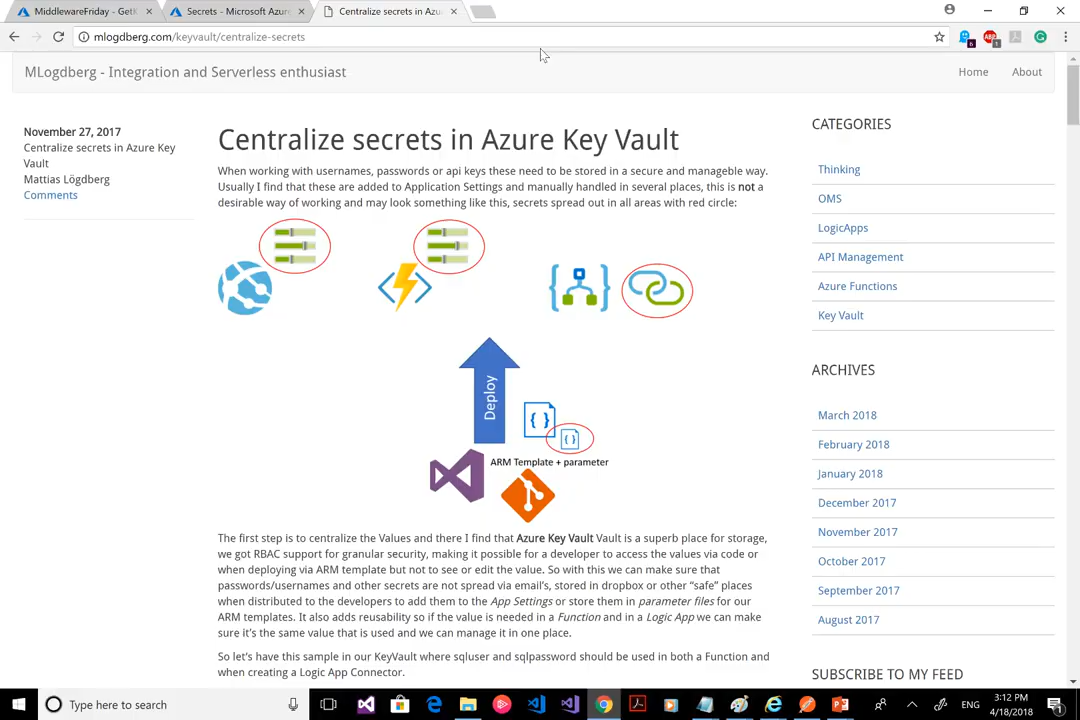 MiddlewareFriday - GetK
Secrets - Microsoft Azure
Centralize secrets in Azu
mlogdberg.com/keyvault/centralize-secrets
6
ABP
1
MLogdberg - Integration and Serverless enthusiast
Home
About
November 27, 2017
Centralize secrets in Azure Key
Vault
Mattias Lögdberg
Comments
Centralize secrets in Azure Key Vault
When working with usernames, passwords or api keys these need to be stored in a secure and manageble way.
Usually I find that these are added to Application Settings and manually handled in several places, this is not a
desirable way of working and may look something like this, secrets spread out in all areas with red circle:
Deploy
ARM Template + parameter
The first step is to centralize the Values and there I find that Azure Key Vault Vault is a superb place for storage,
we got RBAC support for granular security, making it possible for a developer to access the values via code or
when deploying via ARM template but not to see or edit the value. So with this we can make sure that
passwords/usernames and other secrets are not spread via email's, stored in dropbox or other “safe” places
when distributed to the developers to add them to the App Settings or store them in parameter files for our
ARM templates. It also adds reusability so if the value is needed in a Function and in a Logic App we can make
sure it's the same value that is used and we can manage it in one place.
So let's have this sample in our KeyVault where sqluser and sqlpassword should be used in both a Function and
when creating a Logic App Connector.
CATEGORIES
Thinking
OMS
LogicApps
API Management
Azure Functions
Key Vault
ARCHIVES
March 2018
February 2018
January 2018
December 2017
November 2017
October 2017
September 2017
August 2017
SUBSCRIBE TO MY FEED
Type here to search
ENG
3:12 PM
4/18/2018